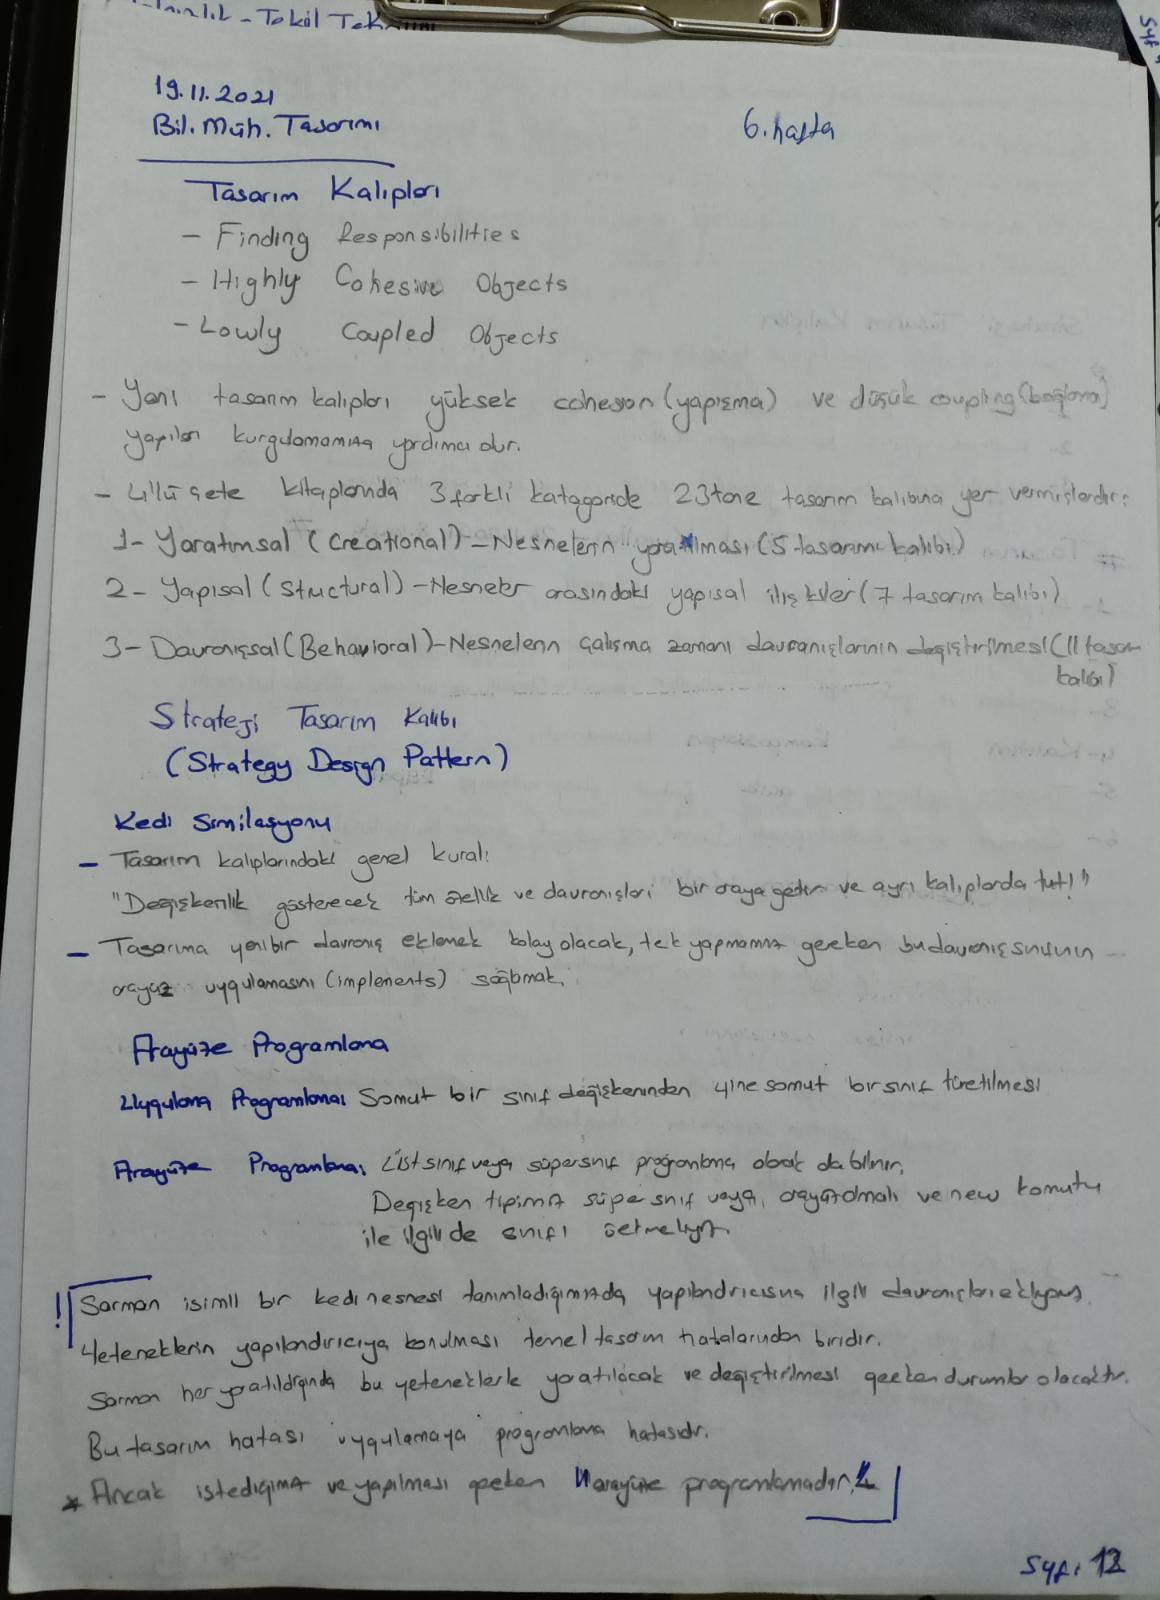 - Tekil
19.11.2021
Bil. Müh. Tasarımı
6. hafta
Tasarım Kalıpları
- Finding Responsibilities
- Highly Cohesive Objects
- Lowly Coupled Objects
- Yani tasarım kalıpları yüksek cohesion (yapışma) ve düşük coupling (bağlama)
yapıları kurgulamamıza yardımcı olur.
- Ünlü çete kitaplarında 3 farklı katagoride 23 tane tasarım kalıbına yer vermişlerdir:
1- Yaratımsal (Creational) - Nesnelerin yaratılması (5 tasarım kalıbı)
2- Yapısal (Structural) - Nesneler arasındaki yapısal ilişkiler (7 tasarım kalıbı)
3- Davranışsal (Behavioral) - Nesnelerin çalışma zamanı davranışlarının değiştirilmesi (11 tasarım
kalıbı)
Strateji Tasarım Kalıbı
(Strategy Design Pattern)
Kedi Similasyonu
- Tasarım kalıplarındaki genel kural:
"Değişkenlik gösterecek tüm özellik ve davranışları bir araya getir ve ayrı kalıplarda tut!"
- Tasarıma yeni bir davranış eklemek kolay olacak, tek yapmamız gereken bu davranış sınıfının
arayüz uygulamasını (implements) sağlamak.
Arayüze Programlama
Uygulama Programlama: Somut bir sınıf değişkeninden yine somut bir sınıf türetilmesi
Arayüze Programlama: Üst sınıf veya süpersınıf programlama olarak da bilinir.
Değişken tipimiz süper sınıf veya arayüz olmalı ve new komutu
ile ilgili de sınıfı üretmeliyiz.
! Sarman isimli bir kedi nesnesi tanımladığımızda yapılandırıcısına ilgili davranışları ekliyoruz.
Yeteneklerin yapılandırıcıya konulması temel tasarım hatalarından biridir.
Sarman her yaratıldığında bu yeteneklerle yaratılacak ve değiştirilmesi gereken durumlar olacaktır.
Bu tasarım hatası uygulamaya programlama hatasıdır.
* Ancak istediğimiz ve yapılması gereken "arayüze programlamadır."
Syf: 12